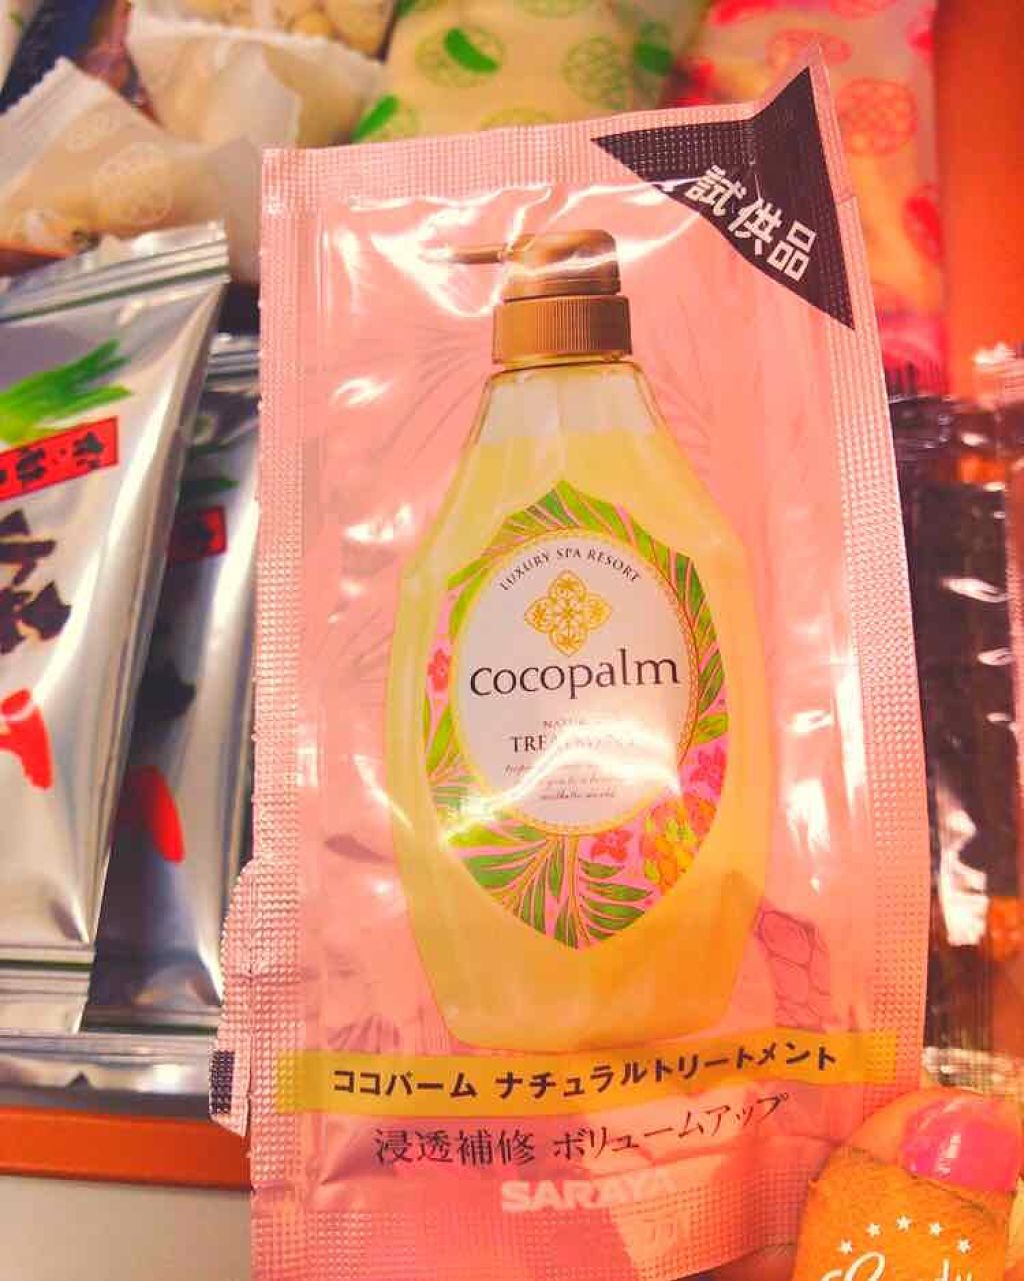 試供品
LUXURY SPA RESORT
cocopalm
ココパーム ナチュラルトリートメント
浸透補修 ボリュームアップ
SARAYA